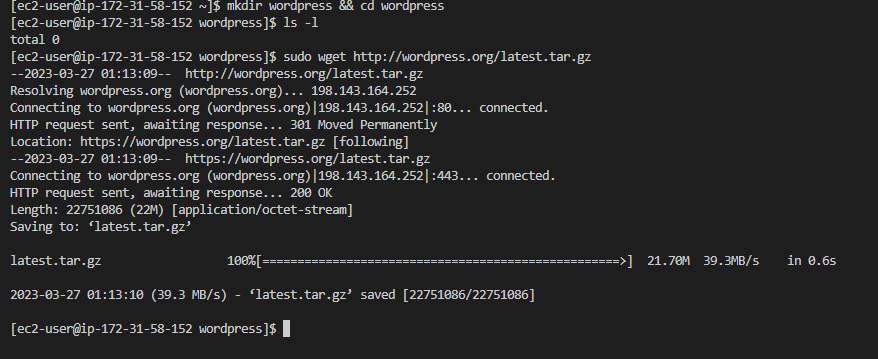 [ec2-user@ip-172-31-58-152 ~]$ mkdir wordpress && cd wordpress
[ec2-user@ip-172-31-58-152 wordpress]$ ls -l
total 0
[ec2-user@ip-172-31-58-152 wordpress]$ sudo wget http://wordpress.org/latest.tar.gz
--2023-03-27 01:13:09--  http://wordpress.org/latest.tar.gz
Resolving wordpress.org (wordpress.org)... 198.143.164.252
Connecting to wordpress.org (wordpress.org)|198.143.164.252|:80... connected.
HTTP request sent, awaiting response... 301 Moved Permanently
Location: https://wordpress.org/latest.tar.gz [following]
--2023-03-27 01:13:09--  https://wordpress.org/latest.tar.gz
Connecting to wordpress.org (wordpress.org)|198.143.164.252|:443... connected.
HTTP request sent, awaiting response... 200 OK
Length: 22751086 (22M) [application/octet-stream]
Saving to: ‘latest.tar.gz’
latest.tar.gz                 100%[===================================================>]  21.70M  39.3MB/s    in 0.6s
2023-03-27 01:13:10 (39.3 MB/s) - ‘latest.tar.gz’ saved [22751086/22751086]
[ec2-user@ip-172-31-58-152 wordpress]$